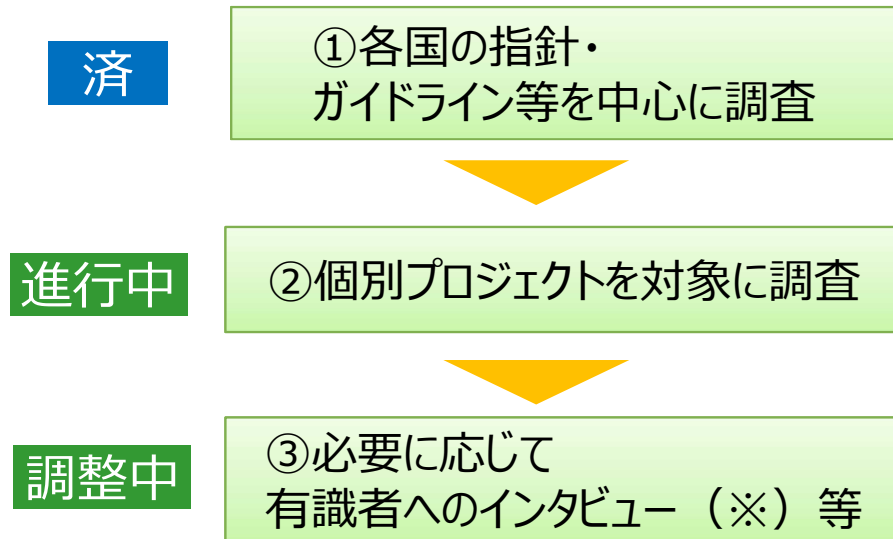 済
①各国の指針・
ガイドライン等を中心に調査
進行中
②個別プロジェクトを対象に調査
調整中
③必要に応じて
有識者へのインタビュー（※）等